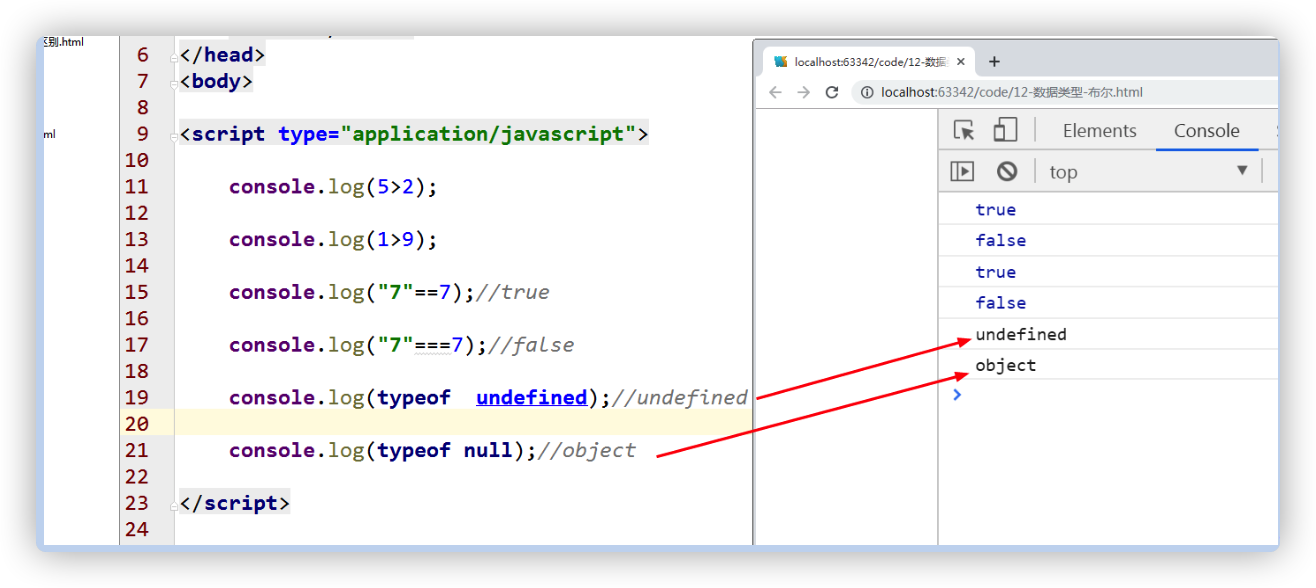 区别.html
ml
6 </head>
7 <body>
8
9 <script type="application/javascript">
10
11 console.log(5>2);
12
13 console.log(1>9);
14
15 console.log("7"==7);//true
16
17 console.log("7"===7);//false
18
19 console.log(typeof  undefined);//undefined
20
21 console.log(typeof null);//object
22
23 </script>
24
localhost:63342/code/12-数据
localhost:63342/code/12-数据类型-布尔.html
Elements Console
top
true
false
true
false
undefined
object